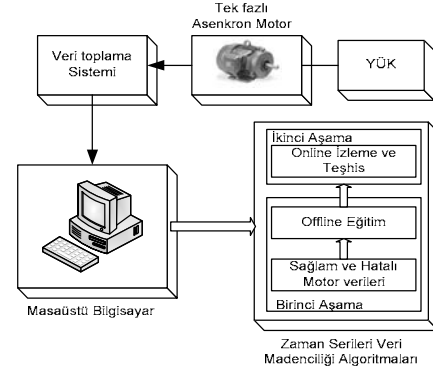 Tek fazlı
Asenkron Motor
Veri toplama
Sistemi
YÜK
İkinci Aşama
Online İzleme ve
Teşhis
Offline Eğitim
Sağlam ve Hatalı
Motor verileri
Birinci Aşama
Masaüstü Bilgisayar
Zaman Serileri Veri
Madenciliği Algoritmaları